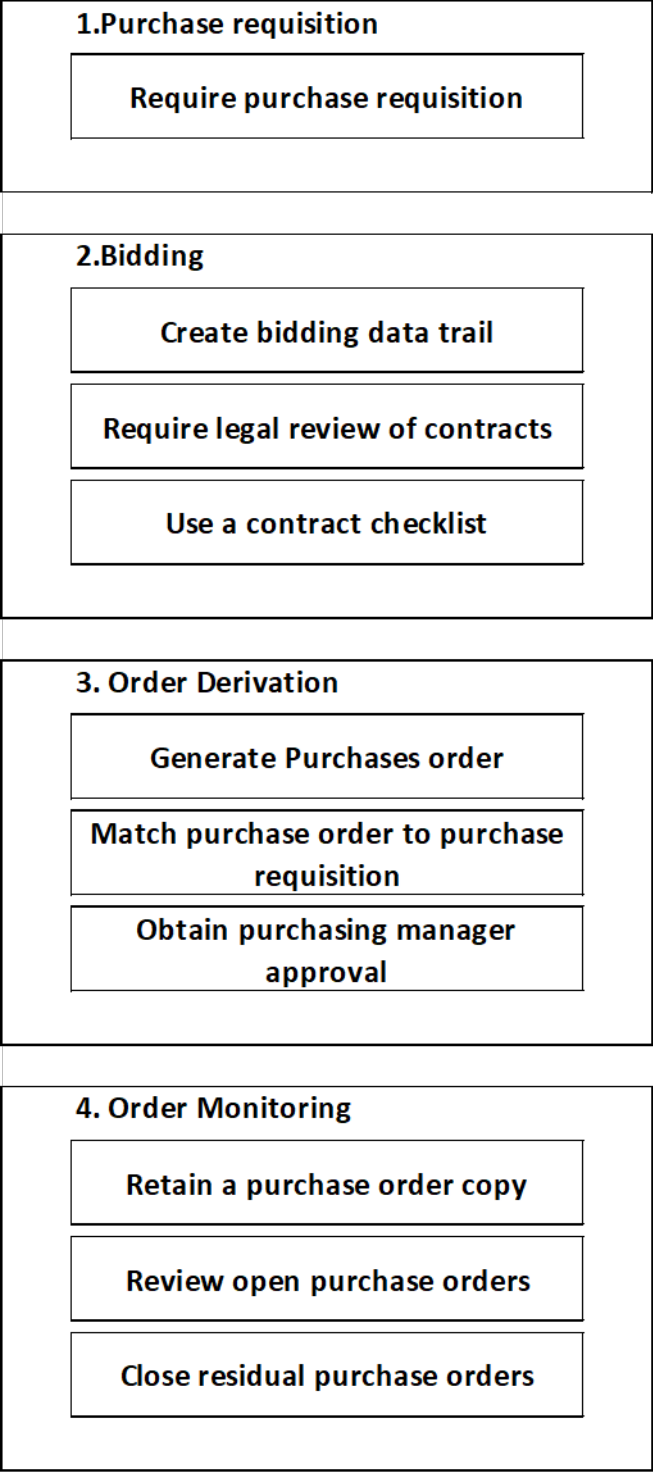 1.Purchase requisition
Require purchase requisition
2.Bidding
Create bidding data trail
Require legal review of contracts
Use a contract checklist
3. Order Derivation
Generate Purchases order
Match purchase order to purchase
requisition
Obtain purchasing manager
approval
4. Order Monitoring
Retain a purchase order copy
Review open purchase orders
Close residual purchase orders